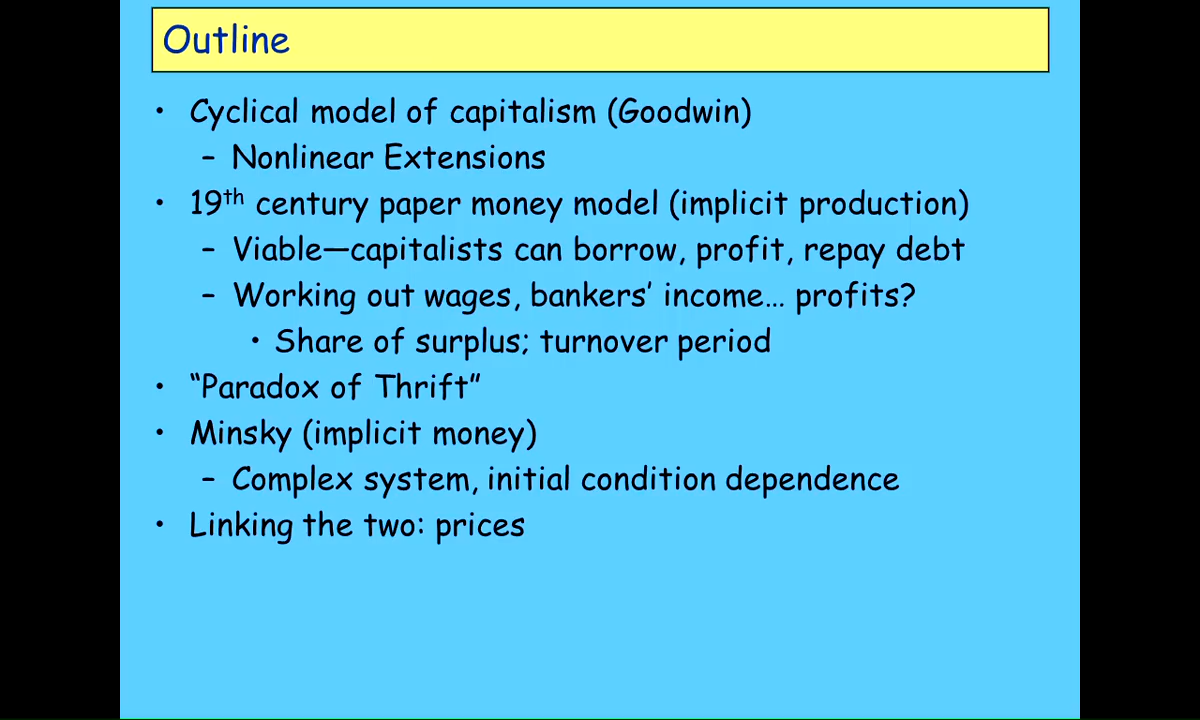 Outline
• Cyclical model of capitalism (Goodwin)
– Nonlinear Extensions
• 19th century paper money model (implicit production)
– Viable—capitalists can borrow, profit, repay debt
– Working out wages, bankers’ income… profits?
• Share of surplus; turnover period
• “Paradox of Thrift”
• Minsky (implicit money)
– Complex system, initial condition dependence
• Linking the two: prices